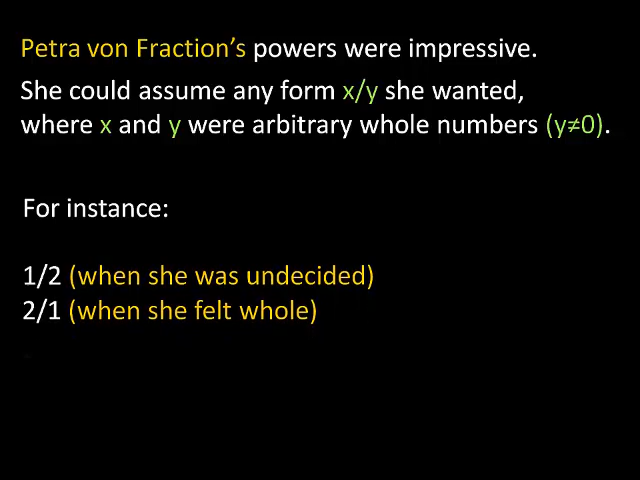 Petra von Fraction’s powers were impressive.
She could assume any form x/y she wanted,
where x and y were arbitrary whole numbers (y≠0).
For instance:
1/2 (when she was undecided)
2/1 (when she felt whole)